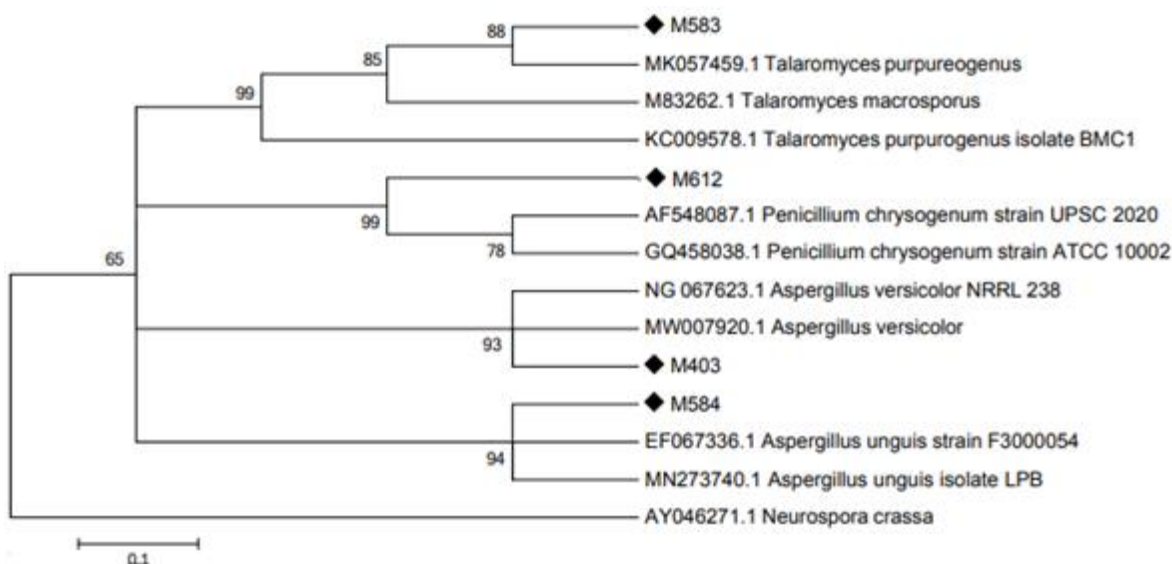 88
M583
MK057459.1 Talaromyces purpureogenus
85
M83262.1 Talaromyces macrosporus
99
KC009578.1 Talaromyces purpurogenus isolate BMC1
M612
99
AF548087.1 Penicillium chrysogenum strain UPSC 2020
78
GQ458038.1 Penicillium chrysogenum strain ATCC 10002
65
NG 067623.1 Aspergillus versicolor NRRL 238
MW007920.1 Aspergillus versicolor
93
M403
M584
EF067336.1 Aspergillus unguis strain F3000054
94
MN273740.1 Aspergillus unguis isolate LPB
AY046271.1 Neurospora crassa
0.1